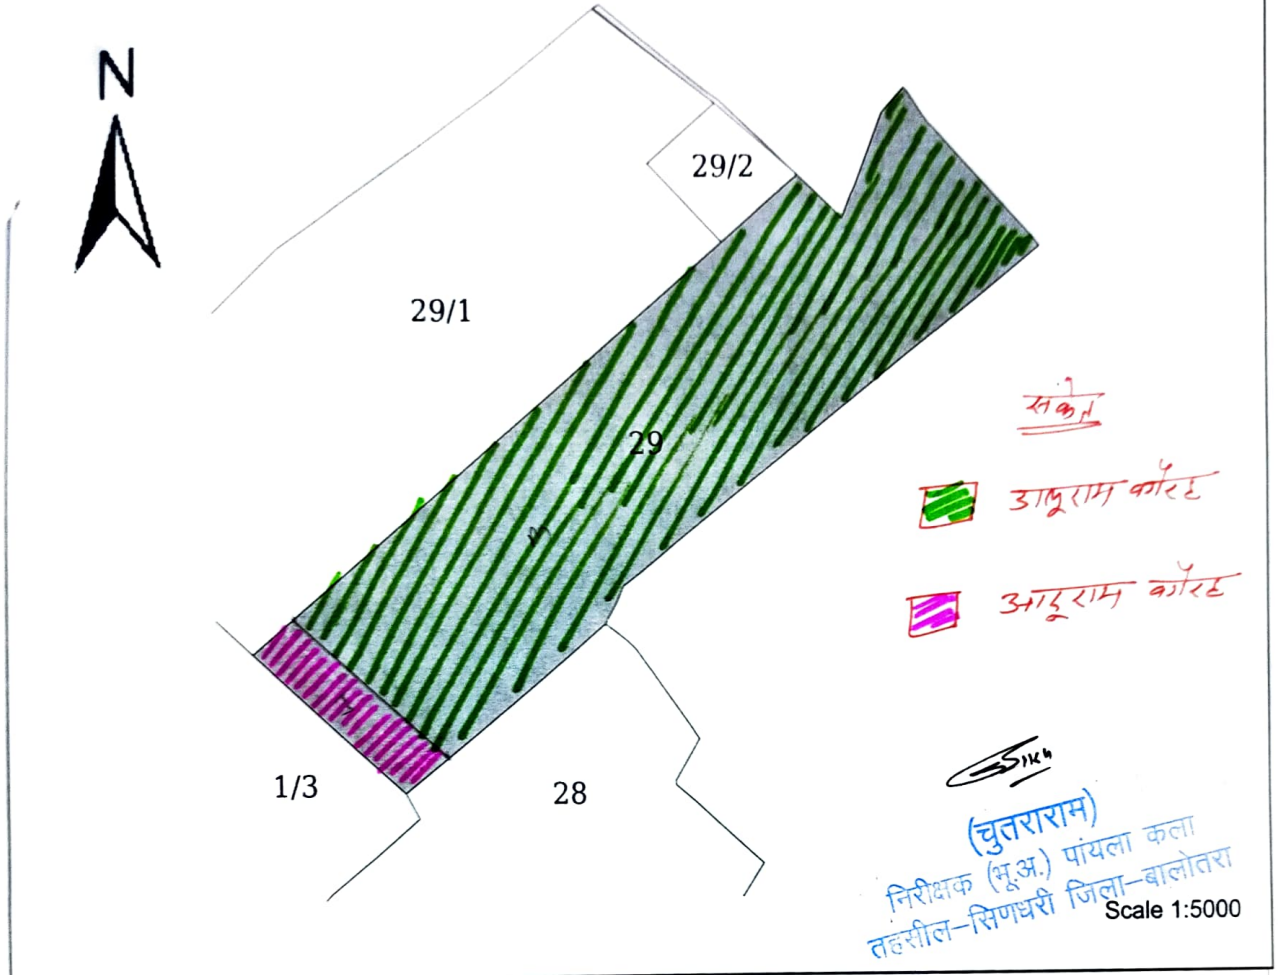 N
29/2
29/1
29
1/3
28
संकेत
डालूराम वगैरह
आदूराम वगैरह
(चुतराराम)
निरीक्षक (भू.अ.) पांयला कला
तहसील-सिणधरी जिला-बालोतरा
Scale 1:5000